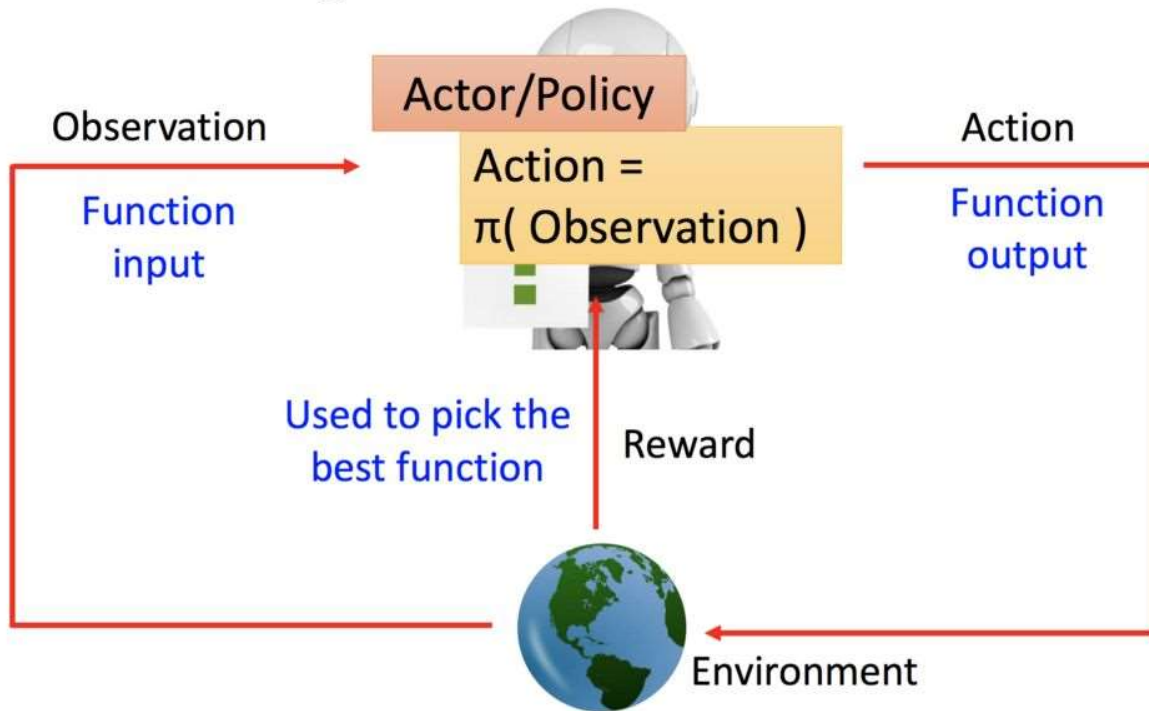 Actor/Policy
Observation
Action
Action =
π( Observation )
Function
input
Function
output
Used to pick the
best function
Reward
Environment